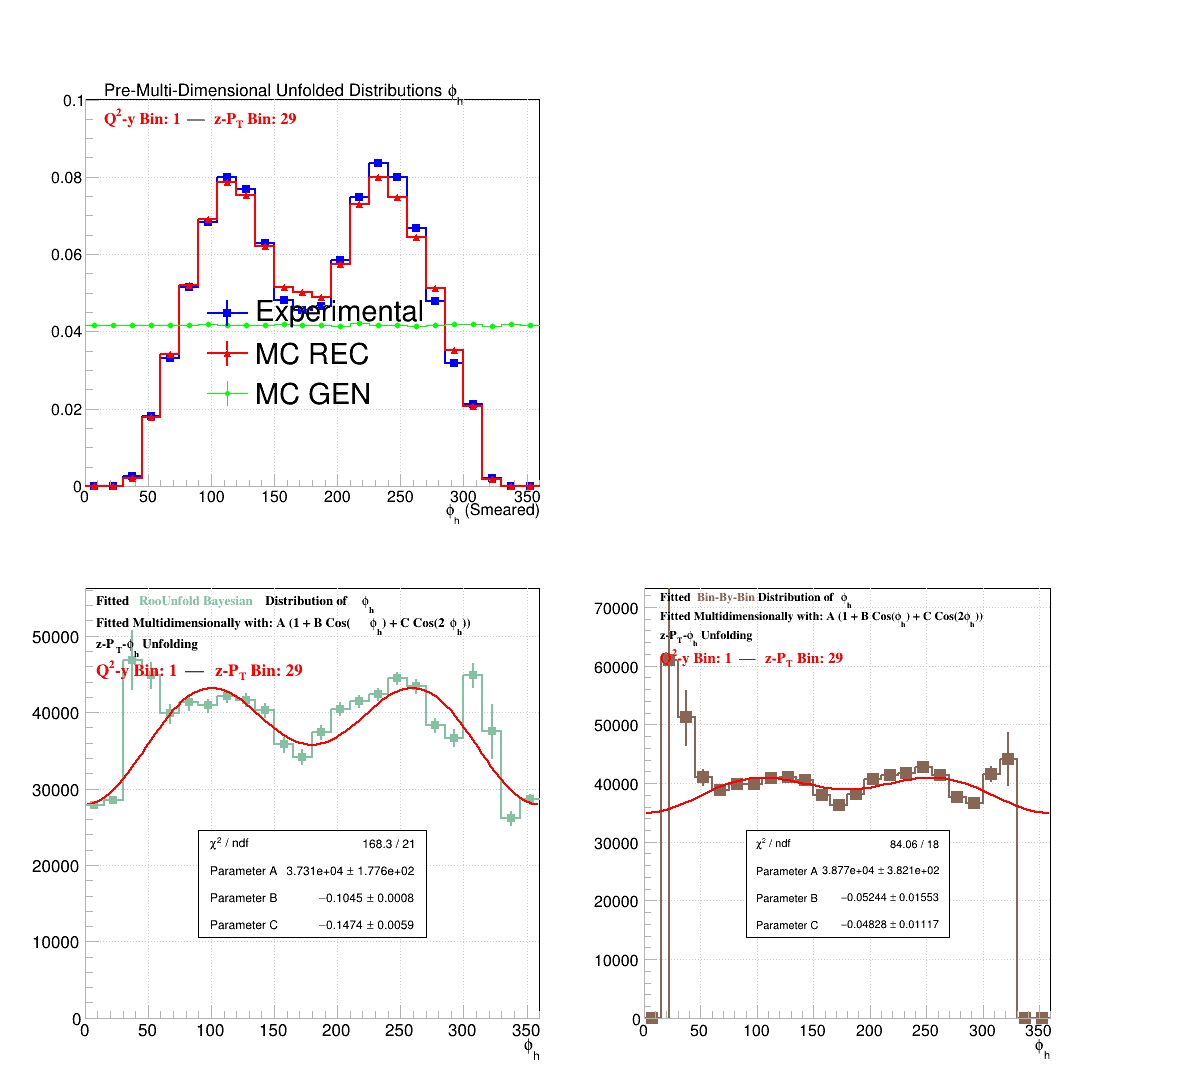 Pre-Multi-Dimensional Unfolded Distributions ϕh
Q2-y Bin: 1 — z-PT Bin: 29
0.1
0.08
0.06
0.04
0.02
0
Experimental
MC REC
MC GEN
0 50 100 150 200 250 300 350
ϕh (Smeared)
Fitted RooUnfold Bayesian Distribution of ϕh
Fitted Multidimensionally with: A (1 + B Cos( ϕh) + C Cos(2 ϕh))
z-PT-ϕh Unfolding
Q2-y Bin: 1 — z-PT Bin: 29
50000
40000
30000
20000
10000
0
χ2 / ndf 168.3 / 21
Parameter A 3.731e+04 ± 1.776e+02
Parameter B −0.1045 ± 0.0008
Parameter C −0.1474 ± 0.0059
0 50 100 150 200 250 300 350
ϕh
Fitted Bin-By-Bin Distribution of ϕh
Fitted Multidimensionally with: A (1 + B Cos(ϕh) + C Cos(2ϕh))
z-PT-ϕh Unfolding
Q2-y Bin: 1 — z-PT Bin: 29
70000
60000
50000
40000
30000
20000
10000
0
χ2 / ndf 84.06 / 18
Parameter A 3.877e+04 ± 3.821e+02
Parameter B −0.05244 ± 0.01553
Parameter C −0.04828 ± 0.01117
0 50 100 150 200 250 300 350
ϕh